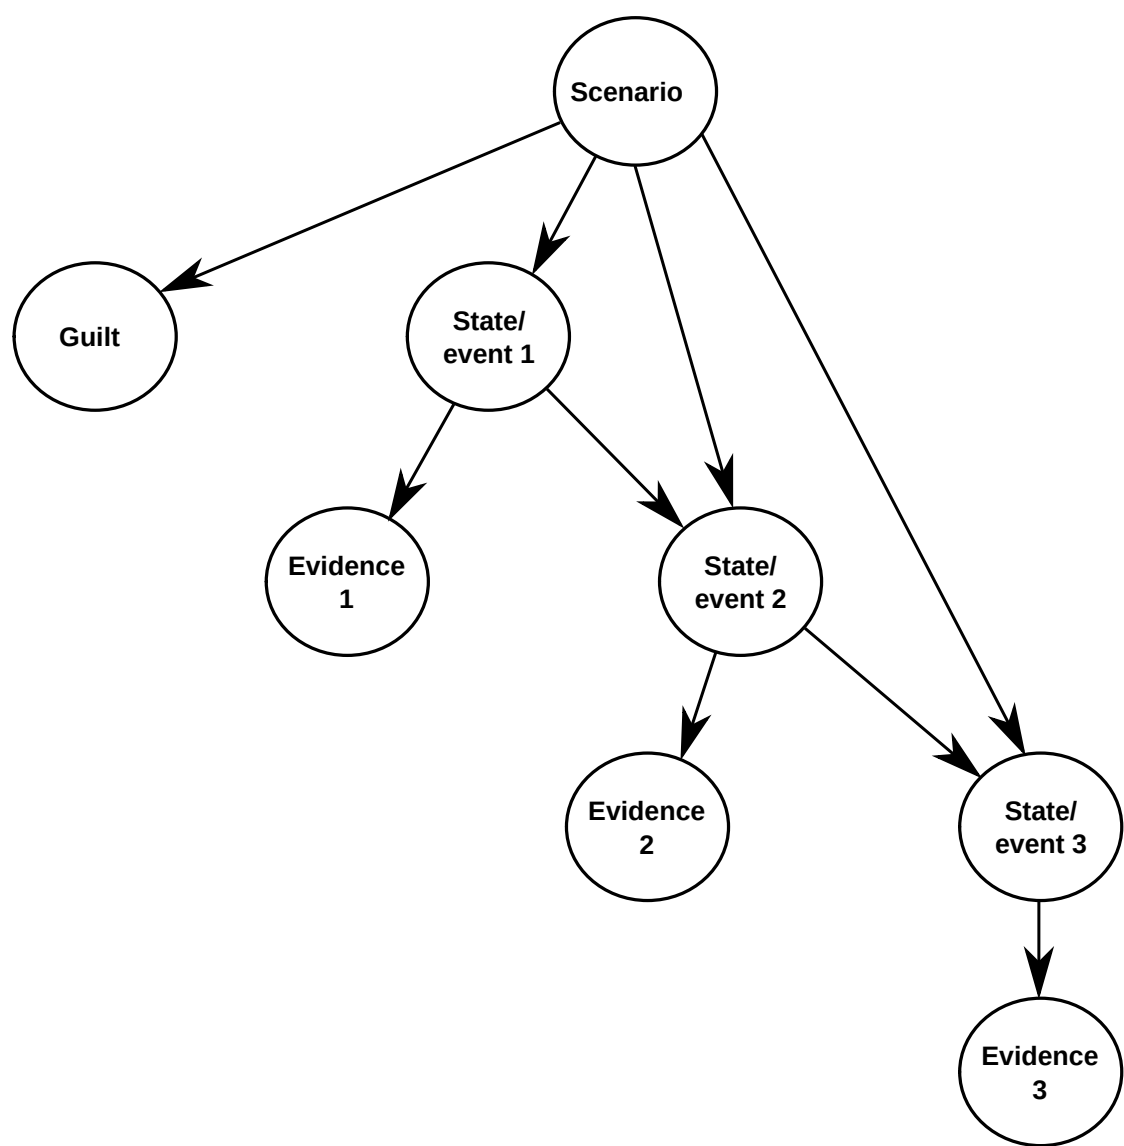 Scenario
Guilt
State/
event 1
Evidence
1
State/
event 2
Evidence
2
State/
event 3
Evidence
3